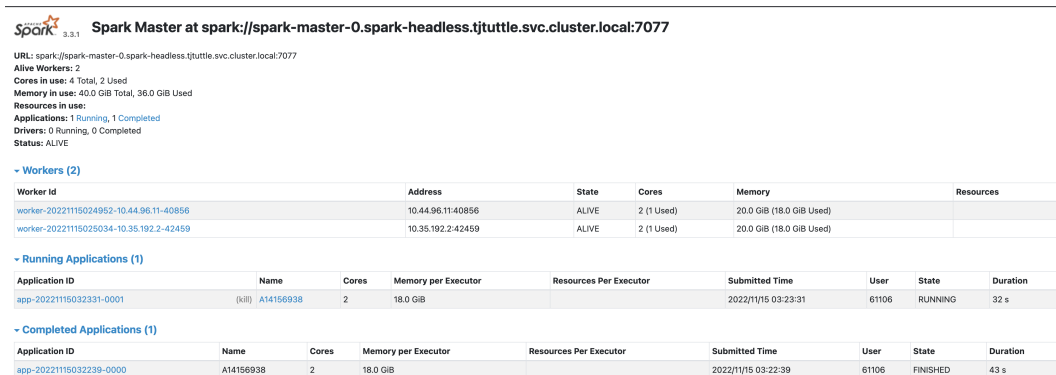 APACHE Spark 3.3.1 Spark Master at spark://spark-master-0.spark-headless.tjtuttle.svc.cluster.local:7077
URL: spark://spark-master-0.spark-headless.tjtuttle.svc.cluster.local:7077
Alive Workers: 2
Cores in use: 4 Total, 2 Used
Memory in use: 40.0 GiB Total, 36.0 GiB Used
Resources in use:
Applications: 1 Running, 1 Completed
Drivers: 0 Running, 0 Completed
Status: ALIVE
Workers (2)
Worker Id Address State Cores Memory Resources
worker-20221115024952-10.44.96.11-40856 10.44.96.11:40856 ALIVE 2 (1 Used) 20.0 GiB (18.0 GiB Used)
worker-20221115025034-10.35.192.2-42459 10.35.192.2:42459 ALIVE 2 (1 Used) 20.0 GiB (18.0 GiB Used)
Running Applications (1)
Application ID Name Cores Memory per Executor Resources Per Executor Submitted Time User State Duration
app-20221115032331-0001 (kill) A14156938 2 18.0 GiB 2022/11/15 03:23:31 61106 RUNNING 32 s
Completed Applications (1)
Application ID Name Cores Memory per Executor Resources Per Executor Submitted Time User State Duration
app-20221115032239-0000 A14156938 2 18.0 GiB 2022/11/15 03:22:39 61106 FINISHED 43 s